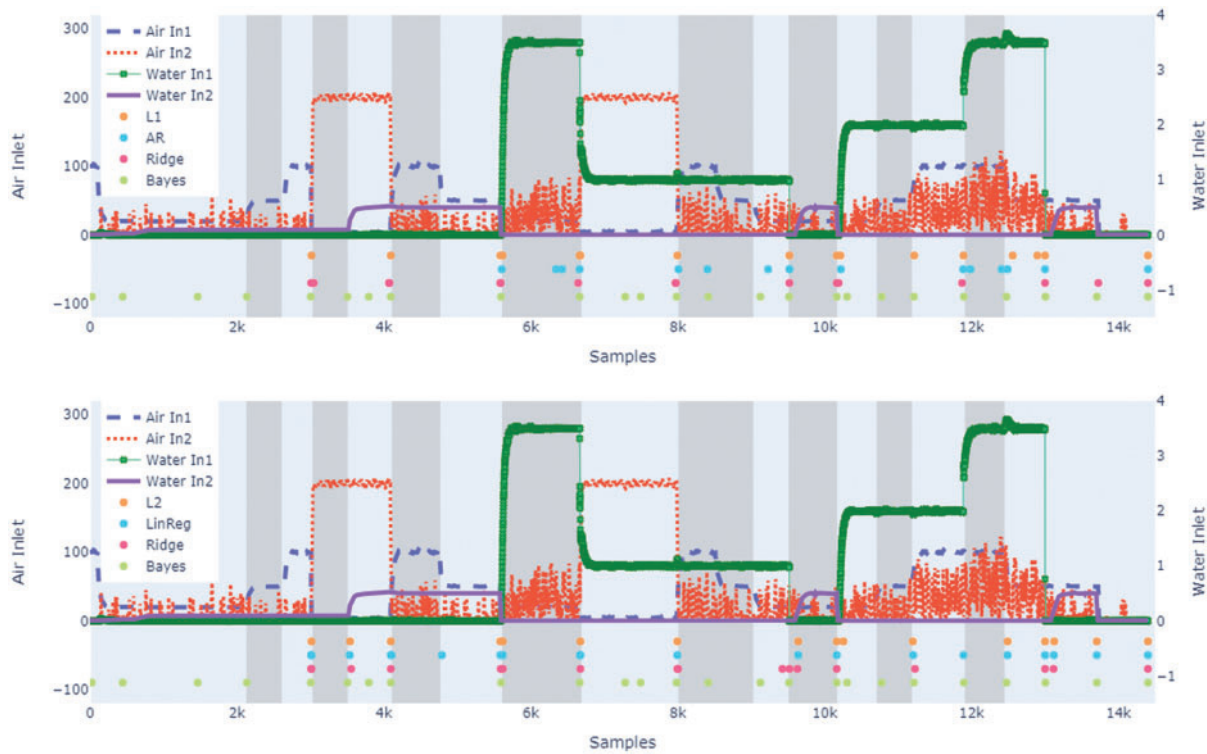 300
200
100
0
−100
Air Inlet
Air In1
Air In2
Water In1
Water In2
L1
AR
Ridge
Bayes
4
3
2
1
0
−1
Water Inlet
0 2k 4k 6k 8k 10k 12k 14k
Samples
300
200
100
0
−100
Air Inlet
Air In1
Air In2
Water In1
Water In2
L2
LinReg
Ridge
Bayes
4
3
2
1
0
−1
Water Inlet
0 2k 4k 6k 8k 10k 12k 14k
Samples